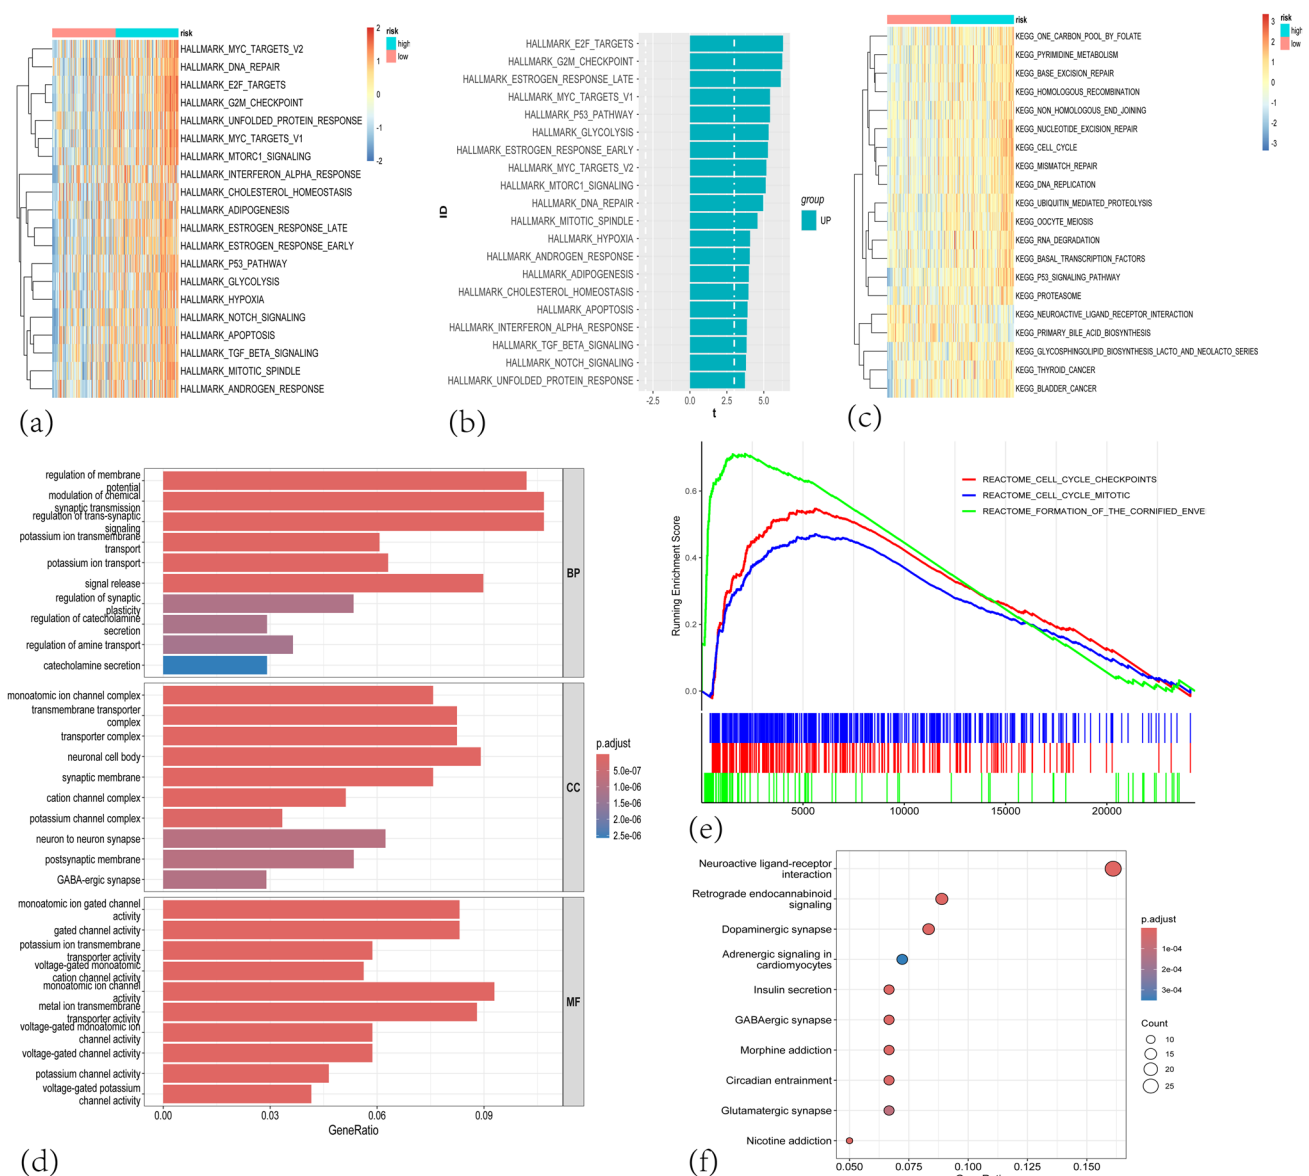 risk
HALLMARK_MYC_TARGETS_V2
HALLMARK_DNA_REPAIR
HALLMARK_E2F_TARGETS
HALLMARK_G2M_CHECKPOINT
HALLMARK_UNFOLDED_PROTEIN_RESPONSE
HALLMARK_MYC_TARGETS_V1
HALLMARK_MTORC1_SIGNALING
HALLMARK_INTERFERON_ALPHA_RESPONSE
HALLMARK_CHOLESTEROL_HOMEOSTASIS
HALLMARK_ADIPOGENESIS
HALLMARK_ESTROGEN_RESPONSE_LATE
HALLMARK_ESTROGEN_RESPONSE_EARLY
HALLMARK_P53_PATHWAY
HALLMARK_GLYCOLYSIS
HALLMARK_HYPOXIA
HALLMARK_NOTCH_SIGNALING
HALLMARK_APOPTOSIS
HALLMARK_TGF_BETA_SIGNALING
HALLMARK_MITOTIC_SPINDLE
HALLMARK_ANDROGEN_RESPONSE
2
1
0
-1
-2
risk
high
low
(a)
ID
HALLMARK_E2F_TARGETS
HALLMARK_G2M_CHECKPOINT
HALLMARK_ESTROGEN_RESPONSE_LATE
HALLMARK_MYC_TARGETS_V1
HALLMARK_P53_PATHWAY
HALLMARK_GLYCOLYSIS
HALLMARK_ESTROGEN_RESPONSE_EARLY
HALLMARK_MYC_TARGETS_V2
HALLMARK_MTORC1_SIGNALING
HALLMARK_DNA_REPAIR
HALLMARK_MITOTIC_SPINDLE
HALLMARK_HYPOXIA
HALLMARK_ANDROGEN_RESPONSE
HALLMARK_ADIPOGENESIS
HALLMARK_CHOLESTEROL_HOMEOSTASIS
HALLMARK_APOPTOSIS
HALLMARK_INTERFERON_ALPHA_RESPONSE
HALLMARK_TGF_BETA_SIGNALING
HALLMARK_NOTCH_SIGNALING
HALLMARK_UNFOLDED_PROTEIN_RESPONSE
-2.5 0.0 2.5 5.0
t
group
UP
(b)
risk
KEGG_ONE_CARBON_POOL_BY_FOLATE
KEGG_PYRIMIDINE_METABOLISM
KEGG_BASE_EXCISION_REPAIR
KEGG_HOMOLOGOUS_RECOMBINATION
KEGG_NON_HOMOLOGOUS_END_JOINING
KEGG_NUCLEOTIDE_EXCISION_REPAIR
KEGG_CELL_CYCLE
KEGG_MISMATCH_REPAIR
KEGG_DNA_REPLICATION
KEGG_UBIQUITIN_MEDIATED_PROTEOLYSIS
KEGG_OOCYTE_MEIOSIS
KEGG_RNA_DEGRADATION
KEGG_BASAL_TRANSCRIPTION_FACTORS
KEGG_P53_SIGNALING_PATHWAY
KEGG_PROTEASOME
KEGG_NEUROACTIVE_LIGAND_RECEPTOR_INTERACTION
KEGG_PRIMARY_BILE_ACID_BIOSYNTHESIS
KEGG_GLYCOSPHINGOLIPID_BIOSYNTHESIS_LACTO_AND_NEOLACTO_SERIES
KEGG_THYROID_CANCER
KEGG_BLADDER_CANCER
3
2
1
0
-1
-2
-3
risk
high
low
(c)
regulation of membrane
potential
modulation of chemical
synaptic transmission
regulation of trans-synaptic
signaling
potassium ion transmembrane
transport
potassium ion transport
signal release
regulation of synaptic
plasticity
regulation of catecholamine
secretion
regulation of amine transport
catecholamine secretion
BP
monoatomic ion channel complex
transmembrane transporter
complex
transporter complex
neuronal cell body
synaptic membrane
cation channel complex
potassium channel complex
neuron to neuron synapse
postsynaptic membrane
GABA-ergic synapse
CC
monoatomic ion gated channel
activity
gated channel activity
potassium ion transmembrane
transporter activity
voltage-gated monoatomic
cation channel activity
monoatomic ion channel
activity
metal ion transmembrane
transporter activity
voltage-gated monoatomic ion
channel activity
voltage-gated channel activity
potassium channel activity
voltage-gated potassium
channel activity
MF
0.00 0.03 0.06 0.09
GeneRatio
p.adjust
5.0e-07
1.0e-06
1.5e-06
2.0e-06
2.5e-06
(d)
Running Enrichment Score
0.6
0.4
0.2
0.0
REACTOME_CELL_CYCLE_CHECKPOINTS
REACTOME_CELL_CYCLE_MITOTIC
REACTOME_FORMATION_OF_THE_CORNIFIED_ENVE
5000 10000 15000 20000
(e)
Neuroactive ligand-receptor
interaction
Retrograde endocannabinoid
signaling
Dopaminergic synapse
Adrenergic signaling in
cardiomyocytes
Insulin secretion
GABAergic synapse
Morphine addiction
Circadian entrainment
Glutamatergic synapse
Nicotine addiction
0.050 0.075 0.100 0.125 0.150
p.adjust
1e-04
2e-04
3e-04
Count
10
15
20
25
(f)